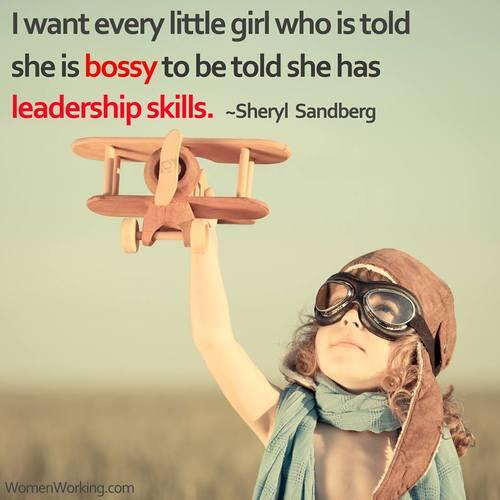 I want every little girl who is told
she is bossy to be told she has
leadership skills. ~Sheryl Sandberg
WomenWorking.com